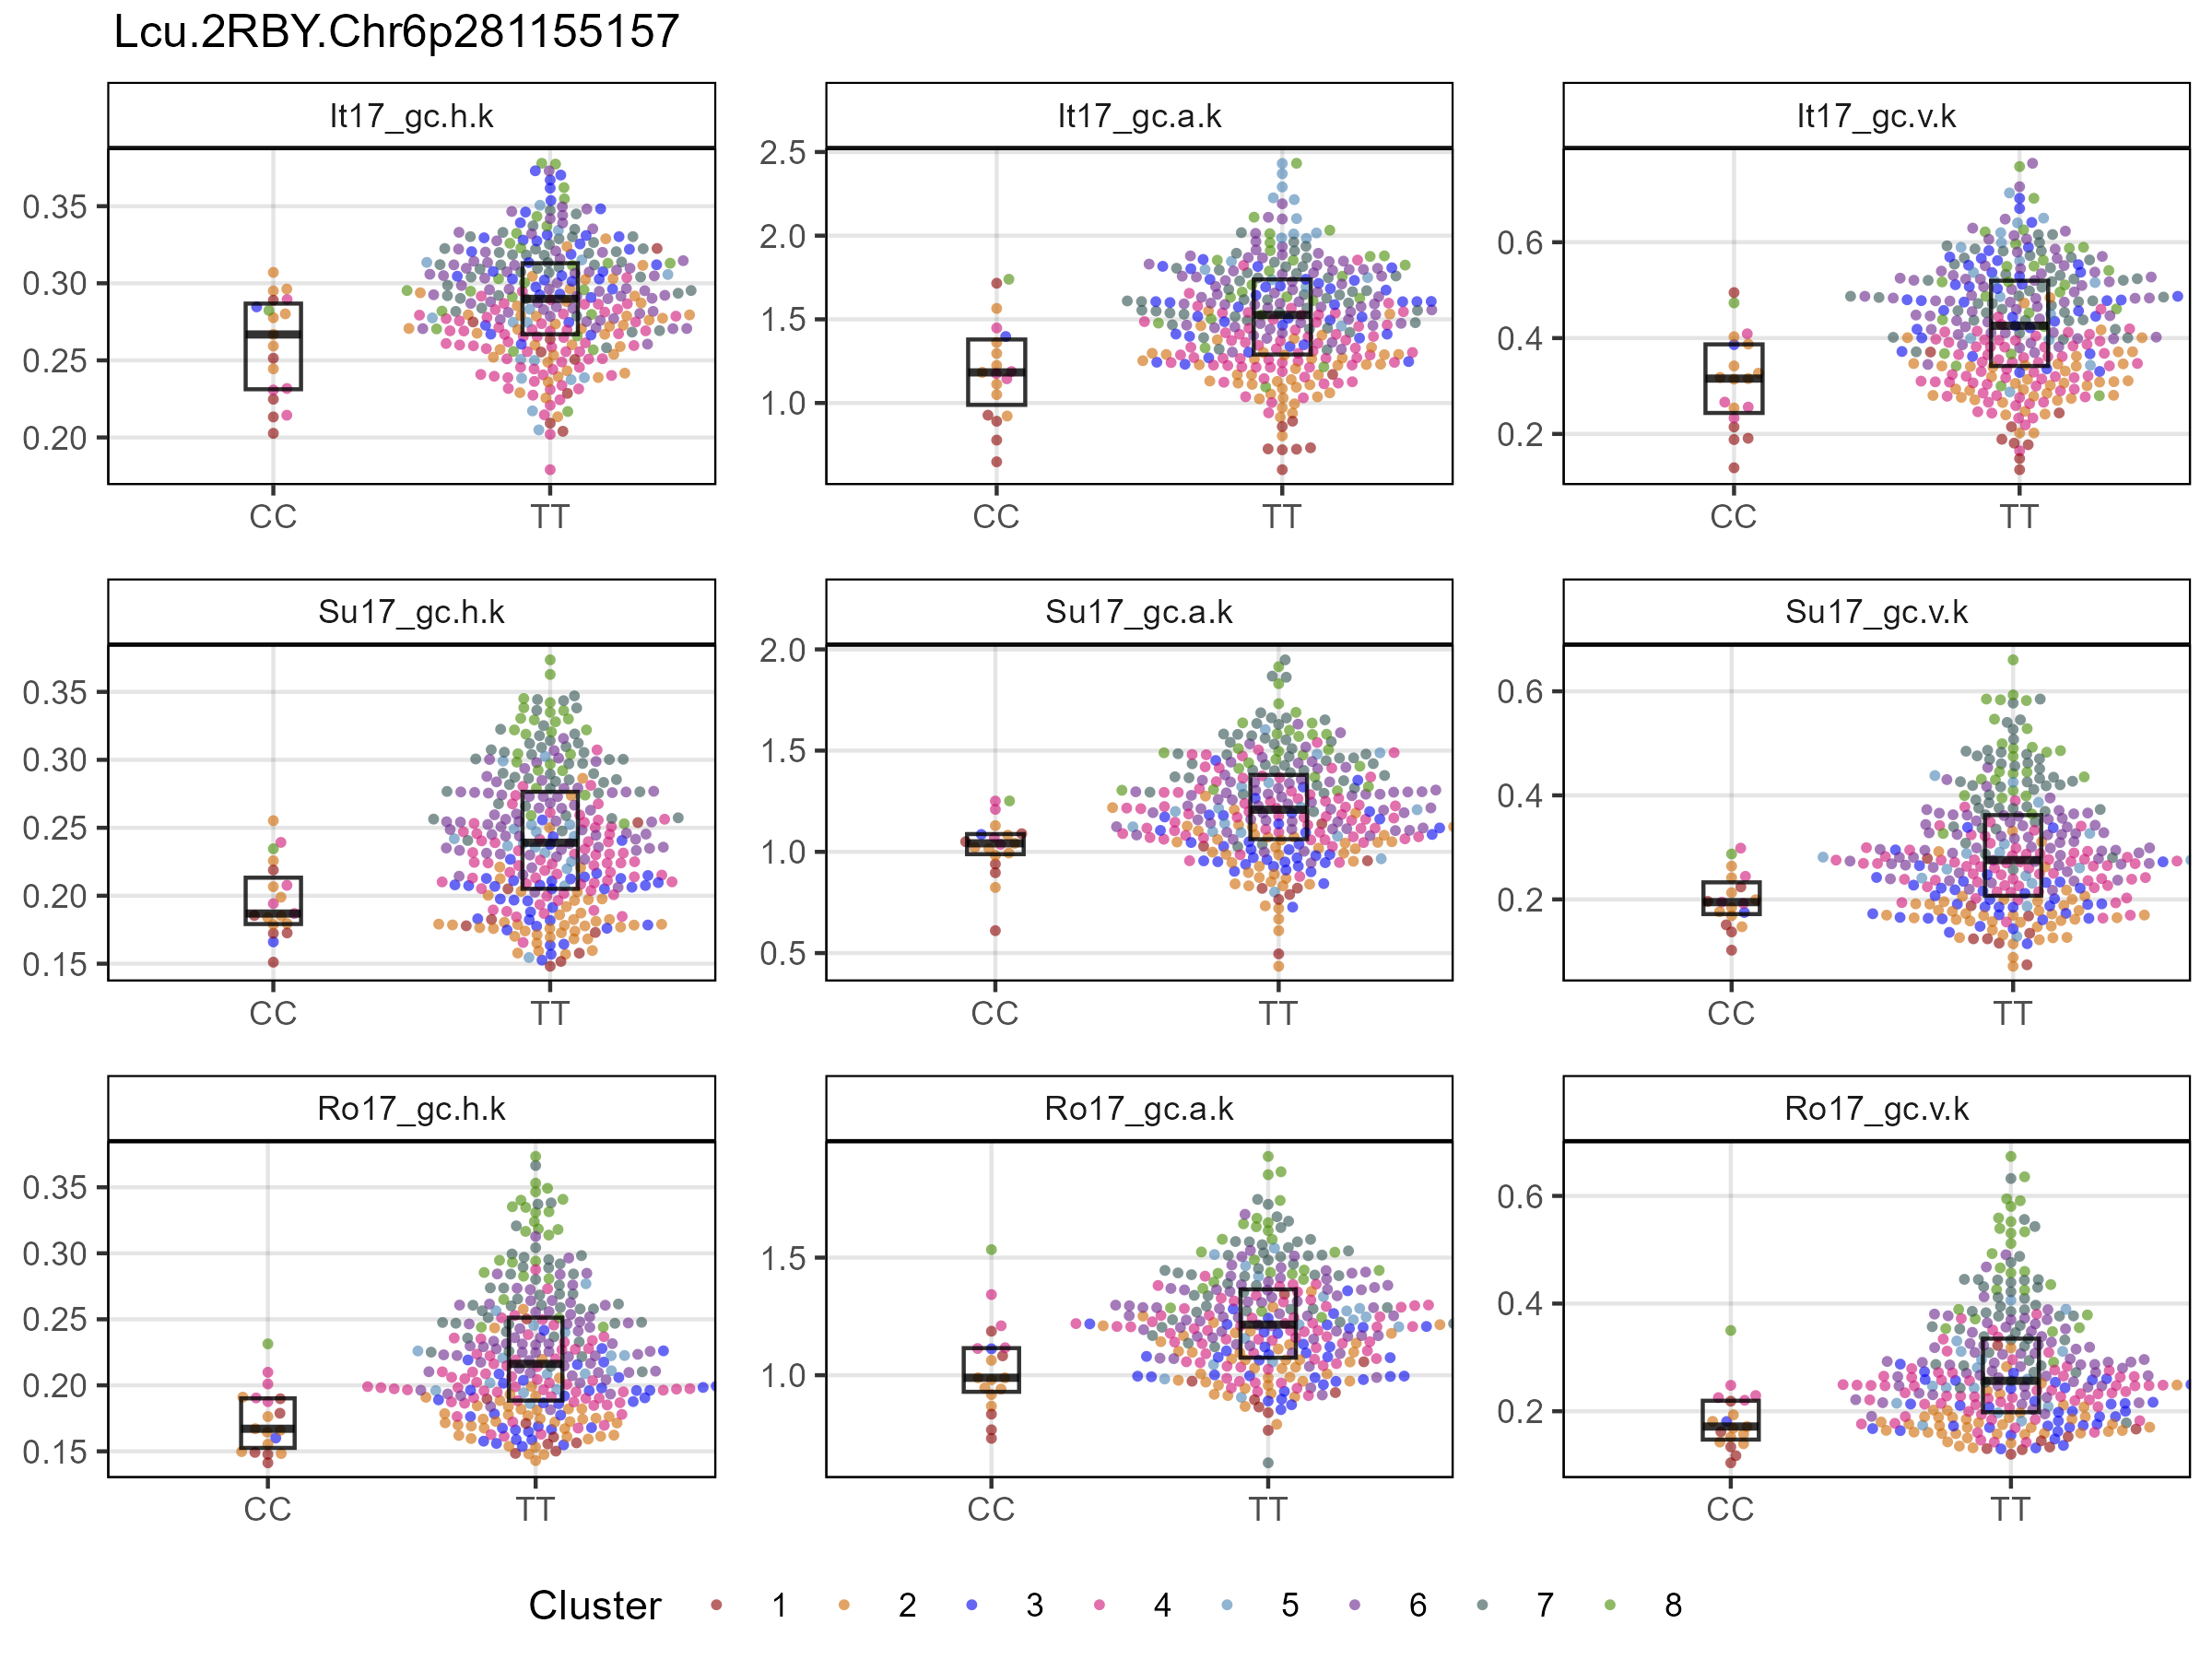 Lcu.2RBY.Chr6p281155157
It17_gc.h.k
It17_gc.a.k
It17_gc.v.k
0.35
0.30
0.25
0.20
CC
TT
2.5
2.0
1.5
1.0
CC
TT
0.6
0.4
0.2
CC
TT
Su17_gc.h.k
Su17_gc.a.k
Su17_gc.v.k
0.35
0.30
0.25
0.20
0.15
CC
TT
2.0
1.5
1.0
0.5
CC
TT
0.6
0.4
0.2
CC
TT
Ro17_gc.h.k
Ro17_gc.a.k
Ro17_gc.v.k
0.35
0.30
0.25
0.20
0.15
CC
TT
1.5
1.0
CC
TT
0.6
0.4
0.2
CC
TT
Cluster 1 2 3 4 5 6 7 8